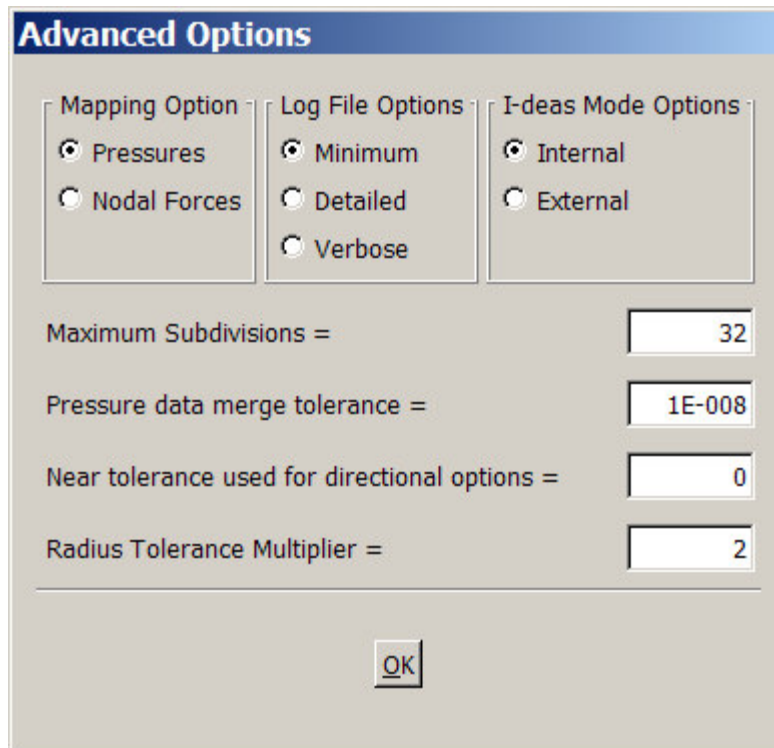 Advanced Options
Mapping Option
Pressures
Nodal Forces
Log File Options
Minimum
Detailed
Verbose
I-deas Mode Options
Internal
External
Maximum Subdivisions = 32
Pressure data merge tolerance = 1E-008
Near tolerance used for directional options = 0
Radius Tolerance Multiplier = 2
OK